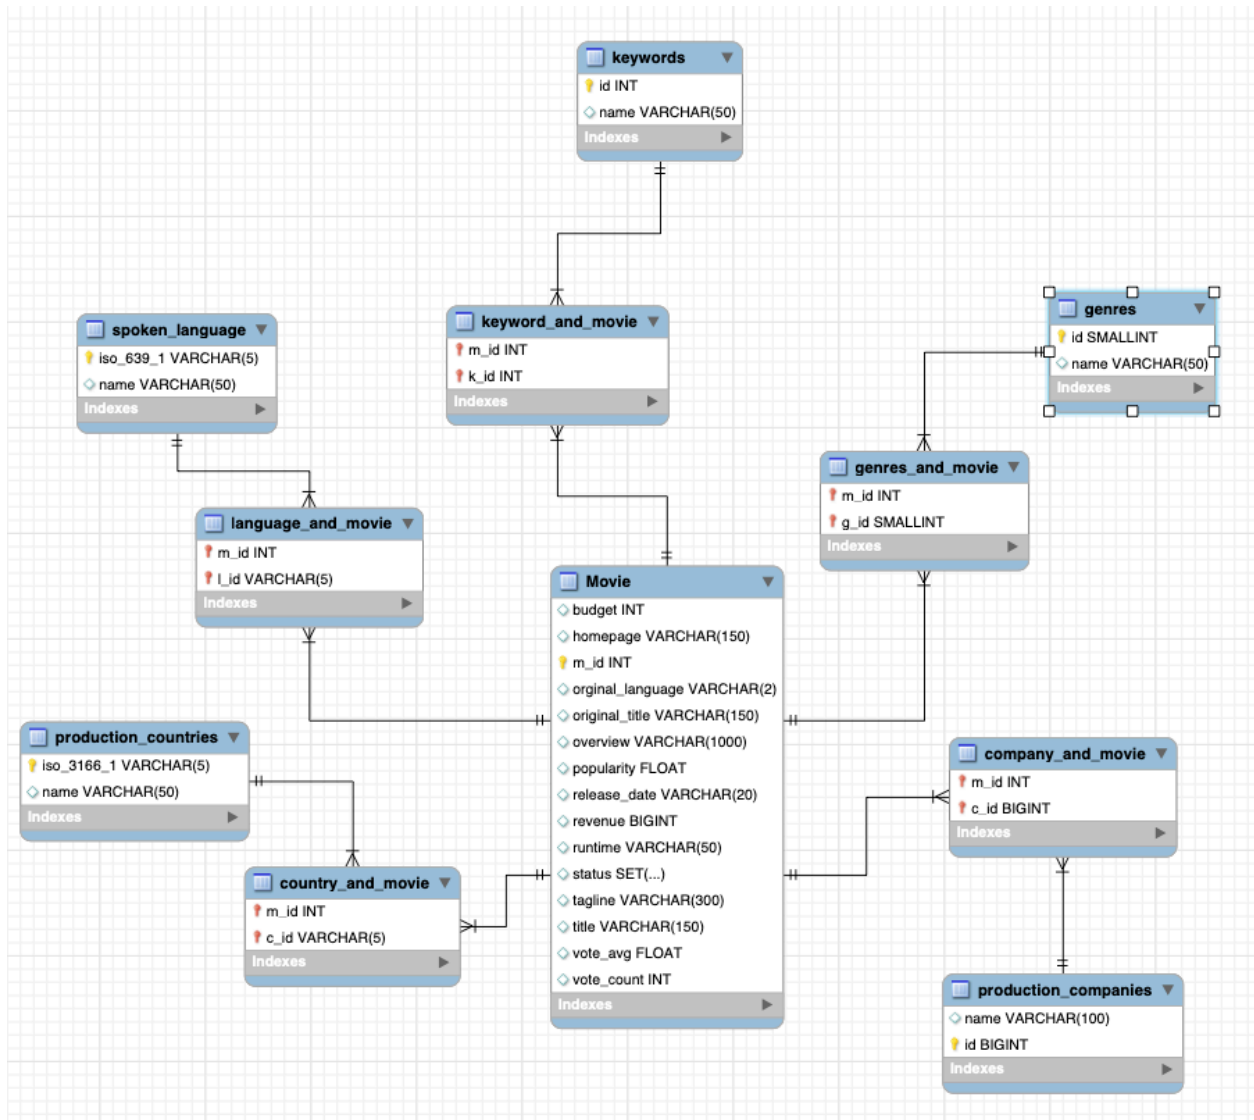 keywords
id INT
name VARCHAR(50)
Indexes
spoken_language
iso_639_1 VARCHAR(5)
name VARCHAR(50)
Indexes
keyword_and_movie
m_id INT
k_id INT
Indexes
genres
id SMALLINT
name VARCHAR(50)
Indexes
genres_and_movie
m_id INT
g_id SMALLINT
Indexes
language_and_movie
m_id INT
l_id VARCHAR(5)
Indexes
Movie
budget INT
homepage VARCHAR(150)
m_id INT
orginal_language VARCHAR(2)
original_title VARCHAR(150)
overview VARCHAR(1000)
popularity FLOAT
release_date VARCHAR(20)
revenue BIGINT
runtime VARCHAR(50)
status SET(...)
tagline VARCHAR(300)
title VARCHAR(150)
vote_avg FLOAT
vote_count INT
Indexes
production_countries
iso_3166_1 VARCHAR(5)
name VARCHAR(50)
Indexes
country_and_movie
m_id INT
c_id VARCHAR(5)
Indexes
company_and_movie
m_id INT
c_id BIGINT
Indexes
production_companies
name VARCHAR(100)
id BIGINT
Indexes